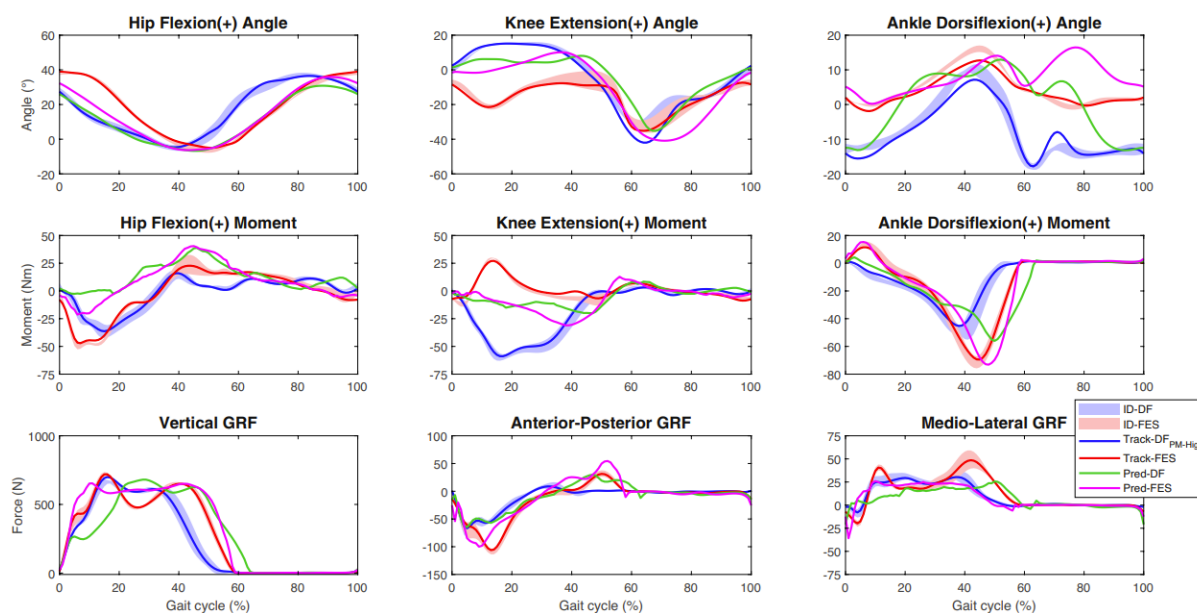 Hip Flexion(+) Angle
Angle (°)
60
40
20
0
-20
0 20 40 60 80 100
Knee Extension(+) Angle
20
0
-20
-40
-60
0 20 40 60 80 100
Ankle Dorsiflexion(+) Angle
20
10
0
-10
-20
0 20 40 60 80 100
Hip Flexion(+) Moment
Moment (Nm)
50
25
0
-25
-50
-75
0 20 40 60 80 100
Knee Extension(+) Moment
50
25
0
-25
-50
-75
0 20 40 60 80 100
Ankle Dorsiflexion(+) Moment
20
0
-20
-40
-60
-80
0 20 40 60 80 100
Vertical GRF
Force (N)
1000
500
0
0 20 40 60 80 100
Gait cycle (%)
Anterior-Posterior GRF
100
50
0
-50
-100
-150
0 20 40 60 80 100
Gait cycle (%)
Medio-Lateral GRF
75
50
25
0
-25
-50
-75
0 20 40 60 80 100
Gait cycle (%)
ID-DF
ID-FES
Track-DFPM-Hig
Track-FES
Pred-DF
Pred-FES